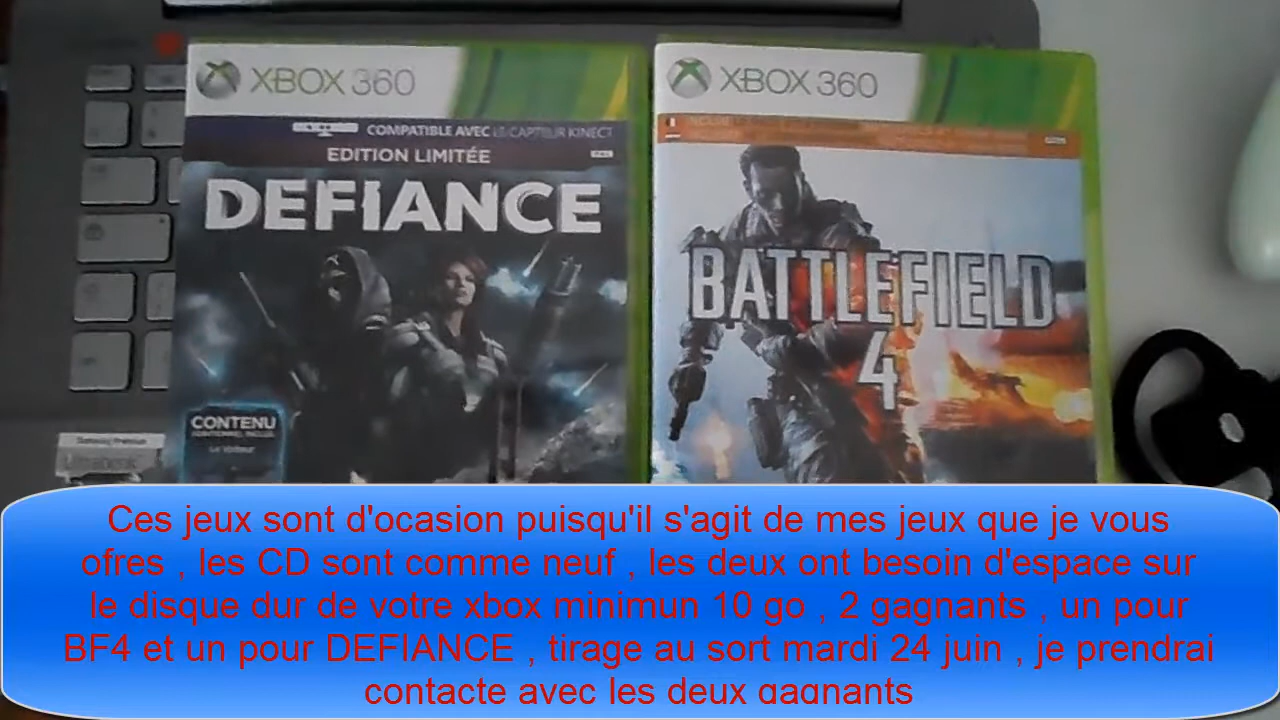 XBOX 360
COMPATIBLE AVEC LE CAPTEUR KINECT
EDITION LIMITÉE
DEFIANCE
CONTENU
XBOX 360
BATTLEFIELD
4
Ces jeux sont d'ocasion puisqu'il s'agit de mes jeux que je vous
ofres , les CD sont comme neuf , les deux ont besoin d'espace sur
le disque dur de votre xbox minimun 10 go , 2 gagnants , un pour
BF4 et un pour DEFIANCE , tirage au sort mardi 24 juin , je prendrai
contacte avec les deux gagnants